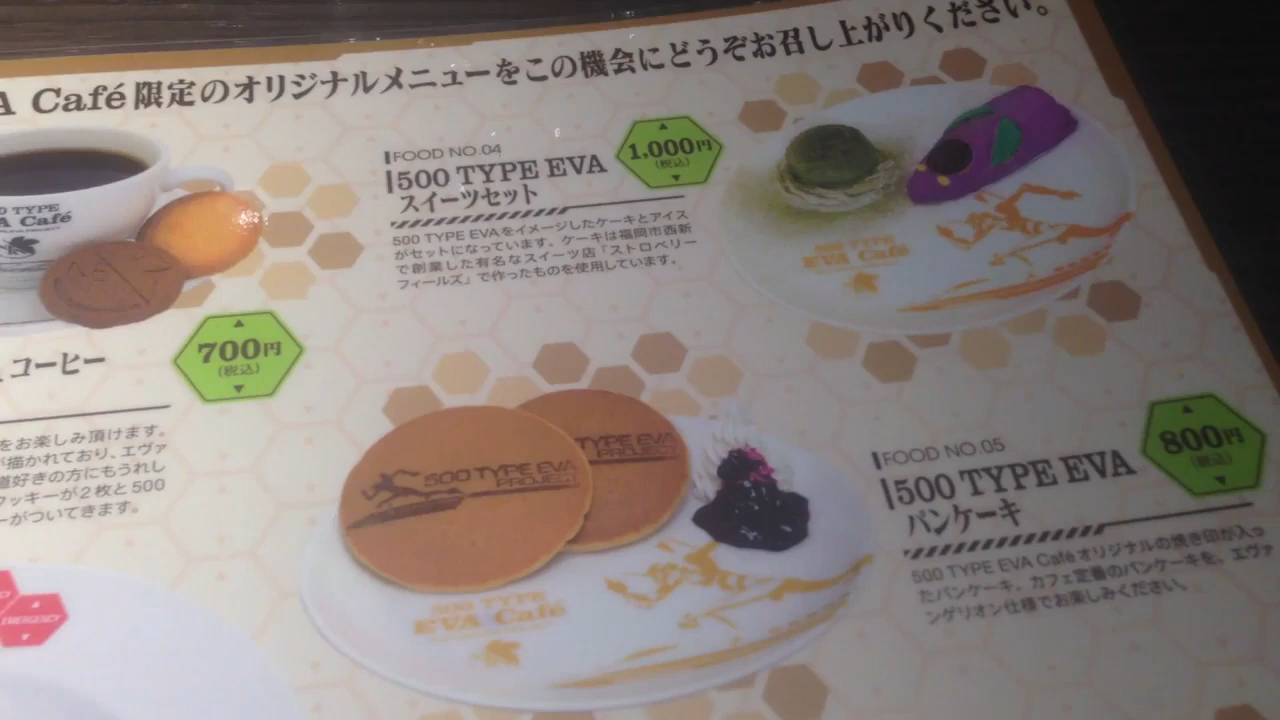 A Café限定のオリジナルメニューをこの機会にどうぞお召し上がりください。
FOOD NO.04
500 TYPE EVA
スイーツセット
1,000円
(税込)
500 TYPE EVAをイメージしたケーキとアイス
がセットになっています。ケーキは福岡市西新
で創業した有名なスイーツ店「ストロベリー
フィールズ」で作ったものを使用しています。
500 TYPE
EVA Café
TYPE
A Café
コーヒー
700円
(税込)
をお楽しみ頂けます。
が描かれており、エヴァ
道好きの方にもうれし
クッキーが2枚と500
ーがついてきます。
500 TYPE EVA
PROJECT
TYPE EVA
PROJECT
500 TYPE
EVA Café
FOOD NO.05
500 TYPE EVA
パンケーキ
800円
(税込)
500 TYPE EVA Caféオリジナルの焼き印が入っ
たパンケーキ。カフェ定番のパンケーキを、エヴァ
ンゲリオン仕様でお楽しみください。
EMERGENCY